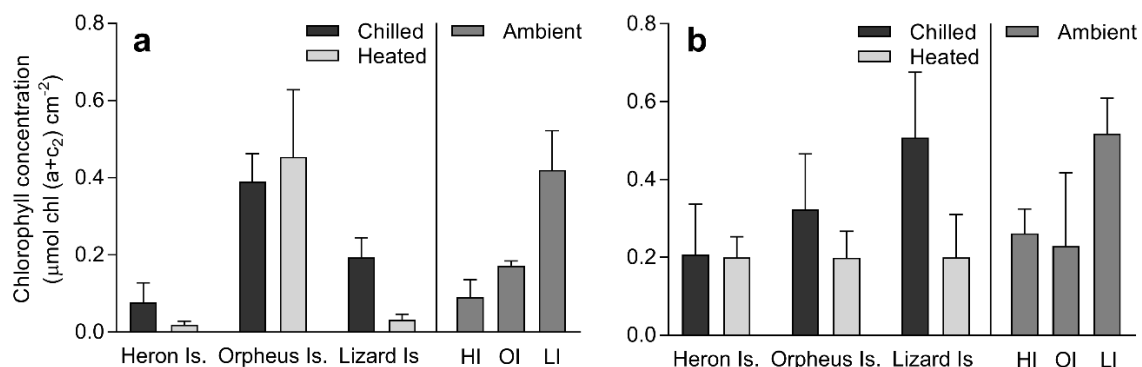 Chlorophyll concentration
(μmol chl (a+c₂) cm⁻²)
a
Chilled
Heated
Ambient
0.8
0.6
0.4
0.2
0.0
Heron Is.
Orpheus Is.
Lizard Is
HI
OI
LI
b
Chilled
Heated
Ambient
0.8
0.6
0.4
0.2
0.0
Heron Is.
Orpheus Is.
Lizard Is
HI
OI
LI